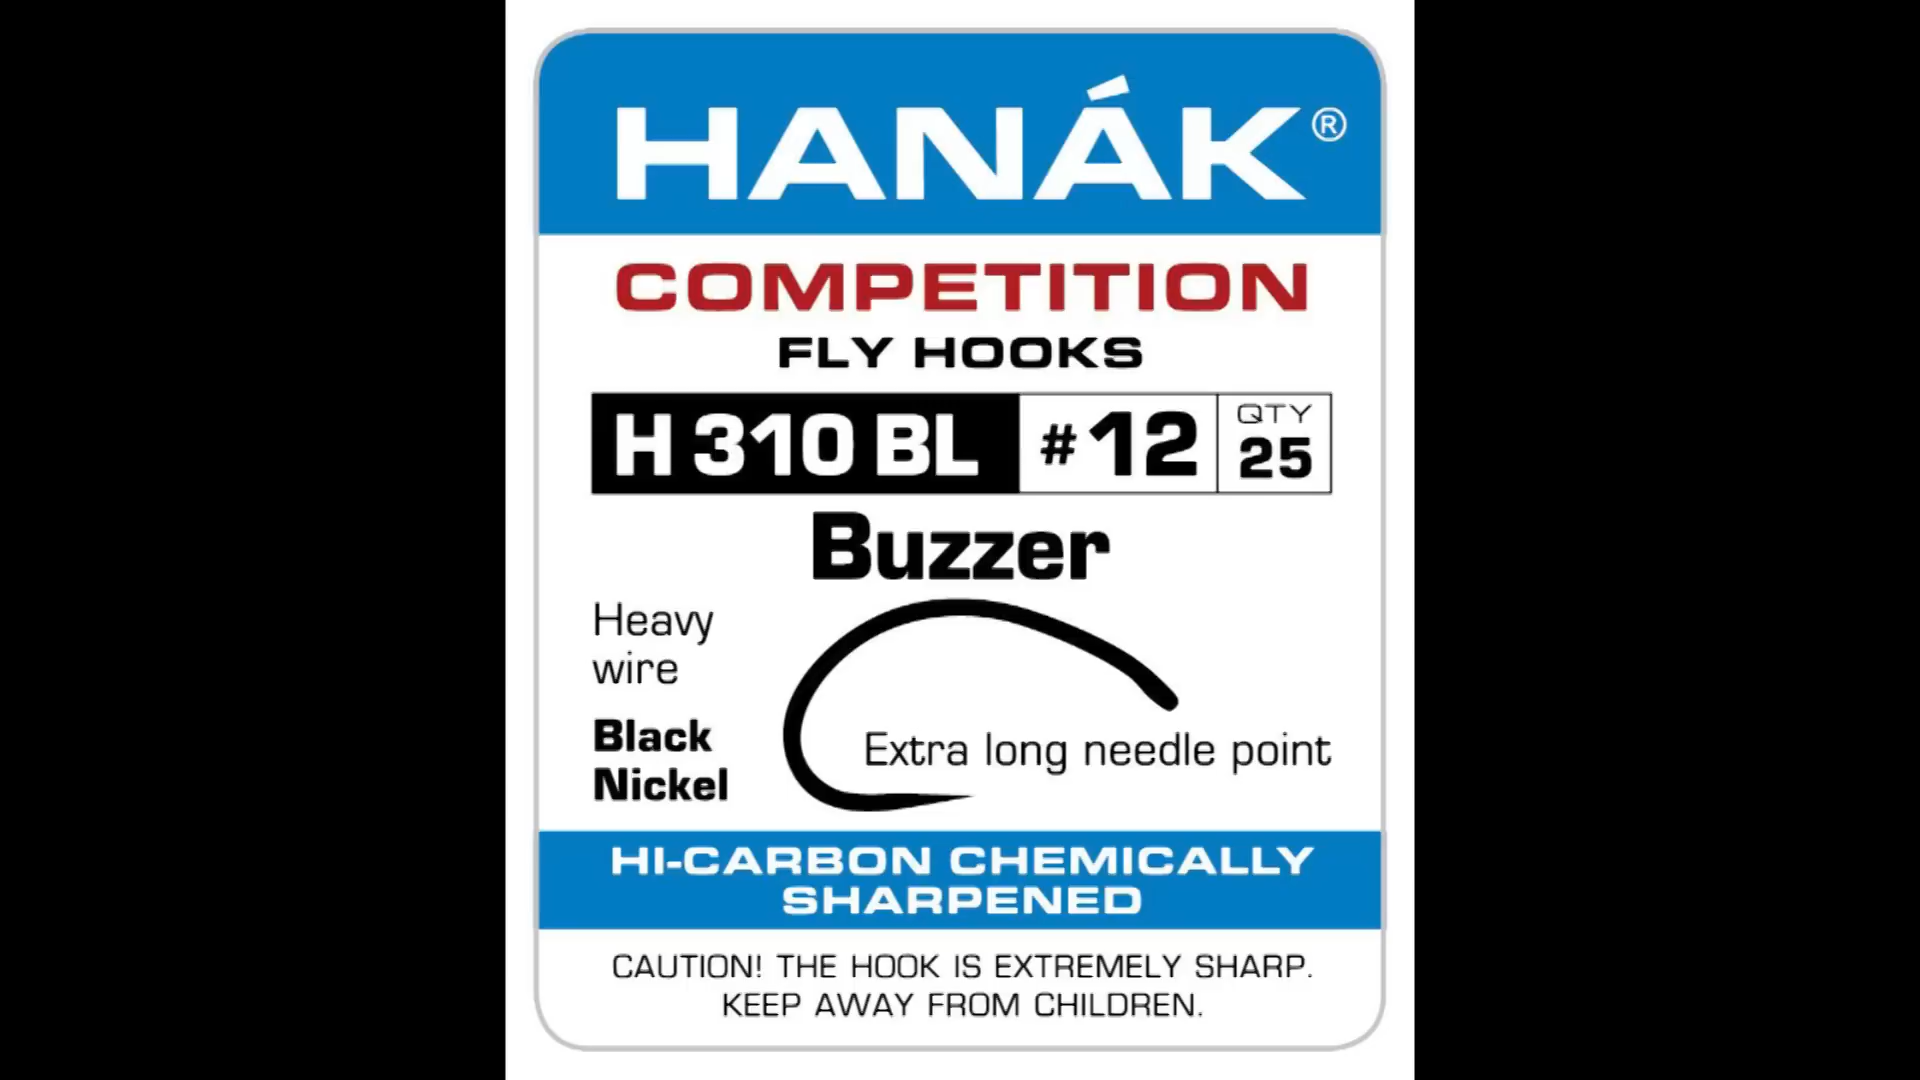 HANÁK®
COMPETITION
FLY HOOKS
H 310 BL #12 QTY 25
Buzzer
Heavy
wire
Black
Nickel
Extra long needle point
HI-CARBON CHEMICALLY
SHARPENED
CAUTION! THE HOOK IS EXTREMELY SHARP.
KEEP AWAY FROM CHILDREN.